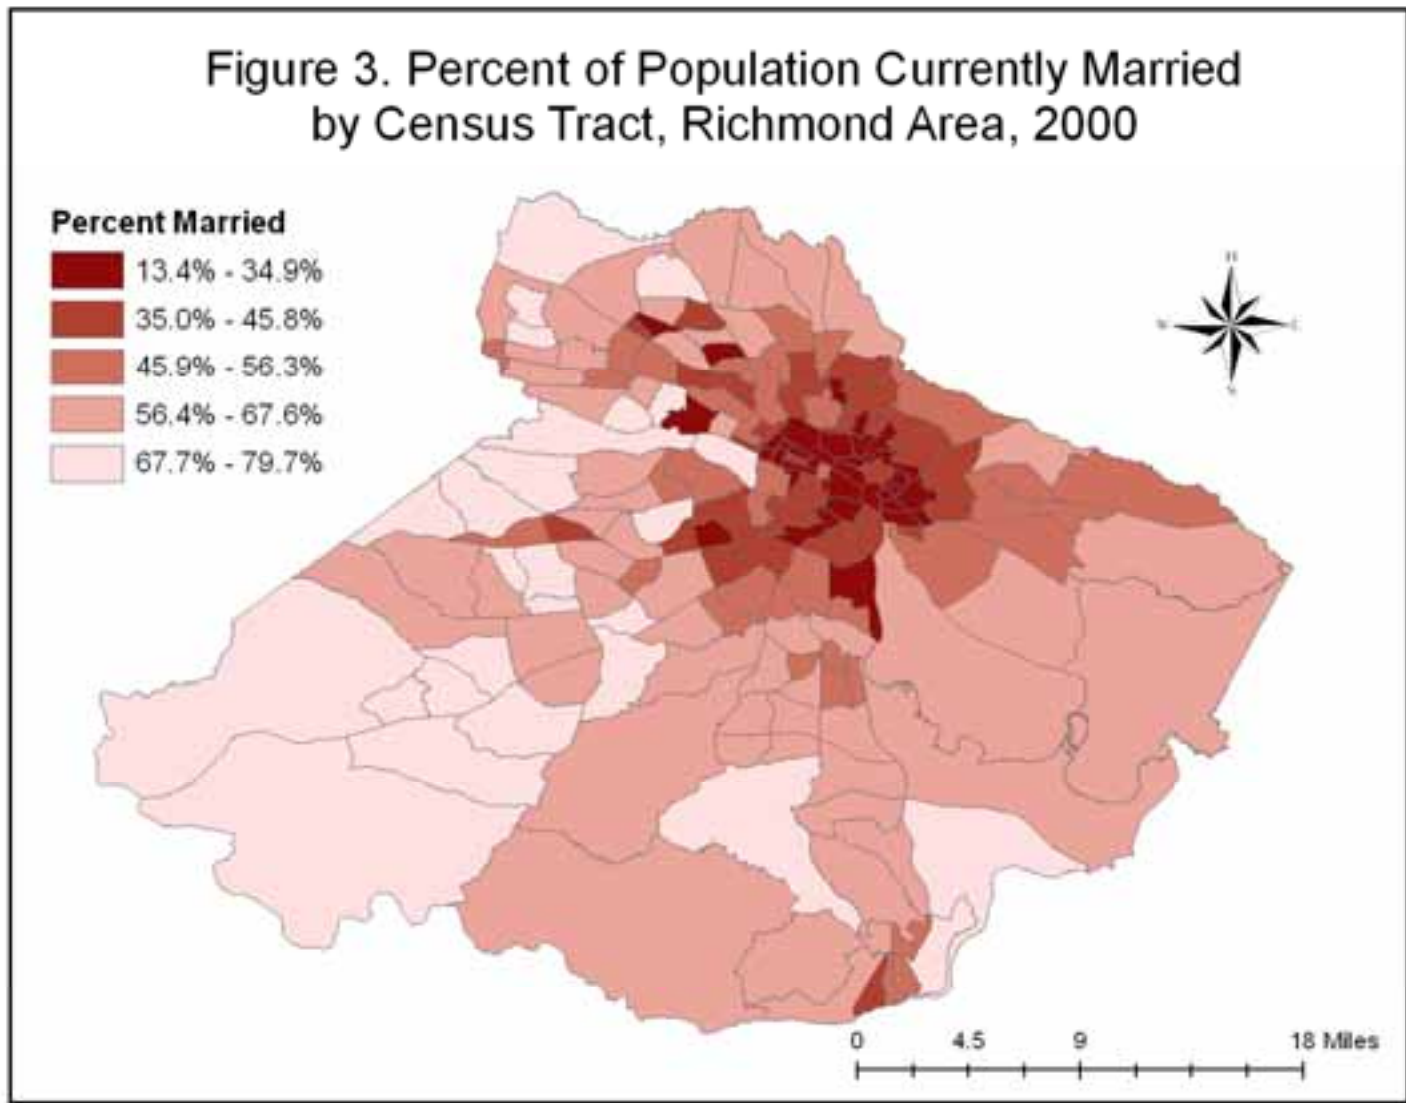 Figure 3. Percent of Population Currently Married
by Census Tract, Richmond Area, 2000
Percent Married
13.4% - 34.9%
35.0% - 45.8%
45.9% - 56.3%
56.4% - 67.6%
67.7% - 79.7%
0 4.5 9 18 Miles